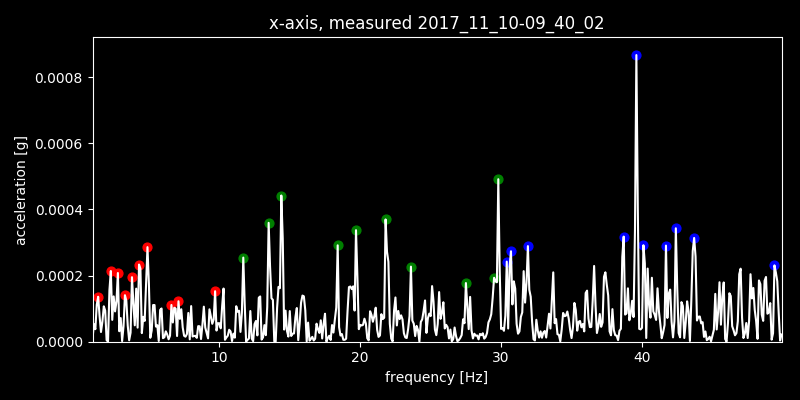 x-axis, measured 2017_11_10-09_40_02
acceleration [g]
0.0008
0.0006
0.0004
0.0002
0.0000
10 20 30 40
frequency [Hz]